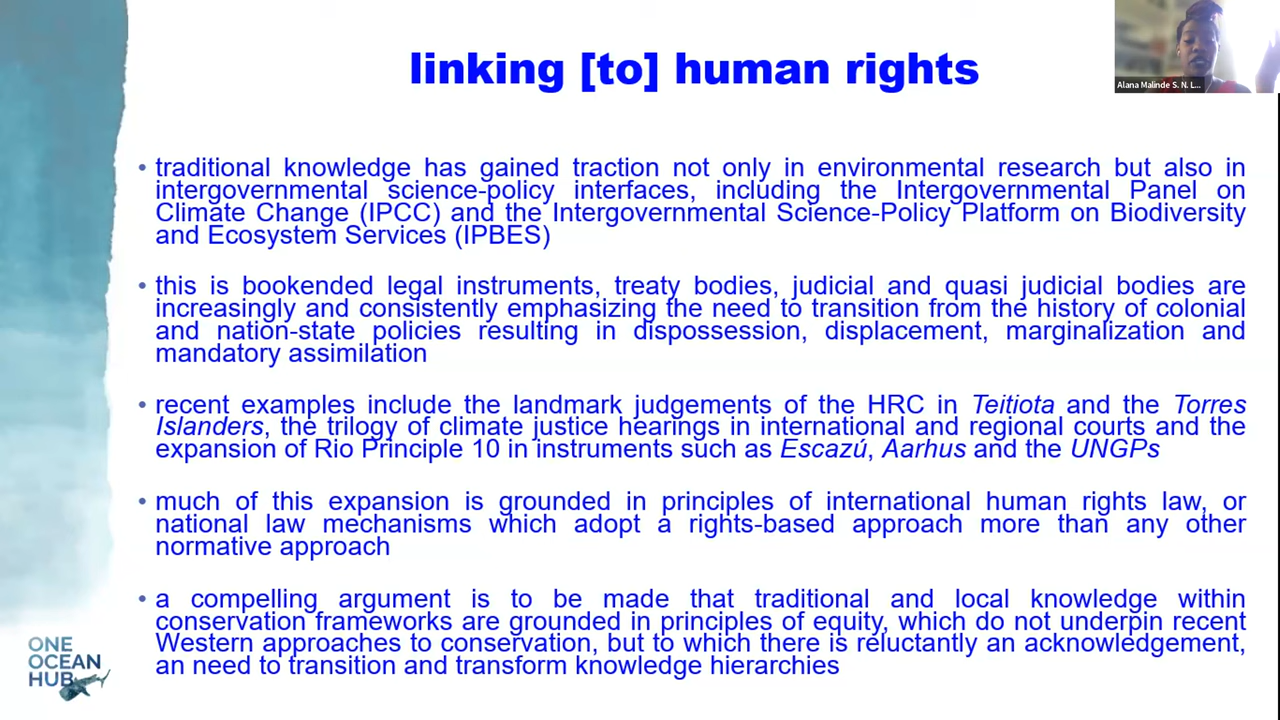 linking [to] human rights
Alana Malinde S. N. L...
• traditional knowledge has gained traction not only in environmental research but also in
intergovernmental science-policy interfaces, including the Intergovernmental Panel on
Climate Change (IPCC) and the Intergovernmental Science-Policy Platform on Biodiversity
and Ecosystem Services (IPBES)
• this is bookended legal instruments, treaty bodies, judicial and quasi judicial bodies are
increasingly and consistently emphasizing the need to transition from the history of colonial
and nation-state policies resulting in dispossession, displacement, marginalization and
mandatory assimilation
• recent examples include the landmark judgements of the HRC in Teitiota and the Torres
Islanders, the trilogy of climate justice hearings in international and regional courts and the
expansion of Rio Principle 10 in instruments such as Escazú, Aarhus and the UNGPs
• much of this expansion is grounded in principles of international human rights law, or
national law mechanisms which adopt a rights-based approach more than any other
normative approach
• a compelling argument is to be made that traditional and local knowledge within
conservation frameworks are grounded in principles of equity, which do not underpin recent
Western approaches to conservation, but to which there is reluctantly an acknowledgement,
an need to transition and transform knowledge hierarchies
ONE
OCEAN
HUB